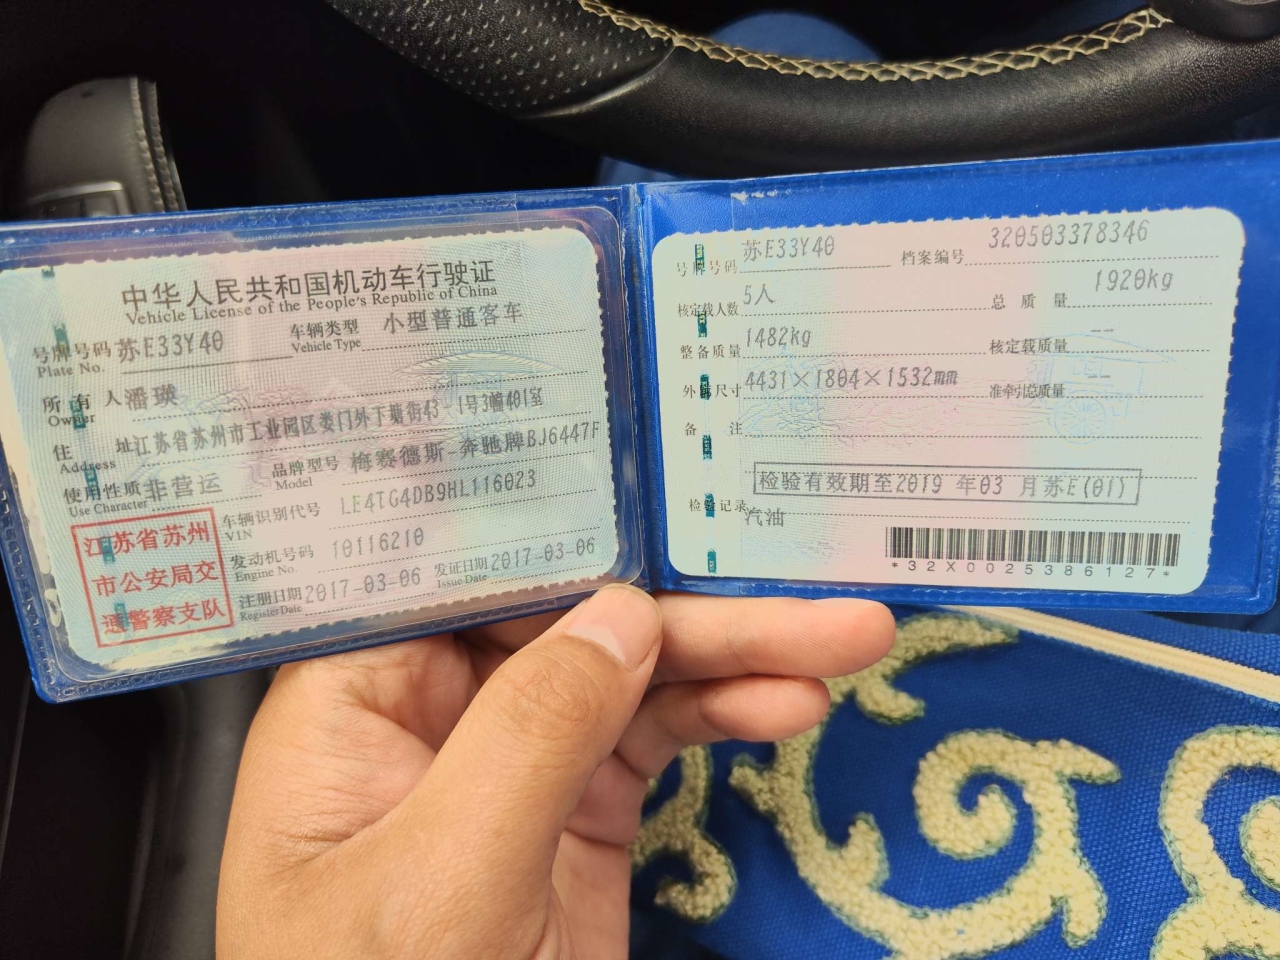 中华人民共和国机动车行驶证
Vehicle License of the People's Republic of China
号牌号码 苏E33Y40 车辆类型 小型普通客车
Plate No. Vehicle Type
所有人 潘瑛
Owner
住址 江苏省苏州市工业园区娄门外下塘街43-1号3幢401室
Address
使用性质 非营运 品牌型号 梅赛德斯-奔驰牌BJ6447F
Use Character Model
江苏省苏州
市公安局交
通警察支队
车辆识别代号 LE4TG4DB9HL116023
VIN
发动机号码 10116210
Engine No.
注册日期 2017-03-06 发证日期 2017-03-06
Register Date Issue Date
号牌号码 苏E33Y40 档案编号 320503378346
核定载人数 5人 总质量 1920kg
整备质量 1482kg 核定载质量 --
外廓尺寸 4431×1804×1532mm 准牵引总质量 --
备注
检验有效期至2019年03月苏E(01)
检验记录
汽油
*32X0025386127*